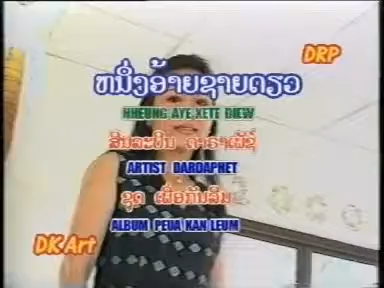 DRP
ຫນຶ່ງອ້າຍຊາຍດຽວ
NHEUNG AYE XETT DIEW
ສິນລະປິນ ດາຣາເພັຊ໌
ARTIST DARDAPHET
ຊຸດ ເພື່ອກັນລືມ
ALBUM PEUA KAN LEUM
DK Art